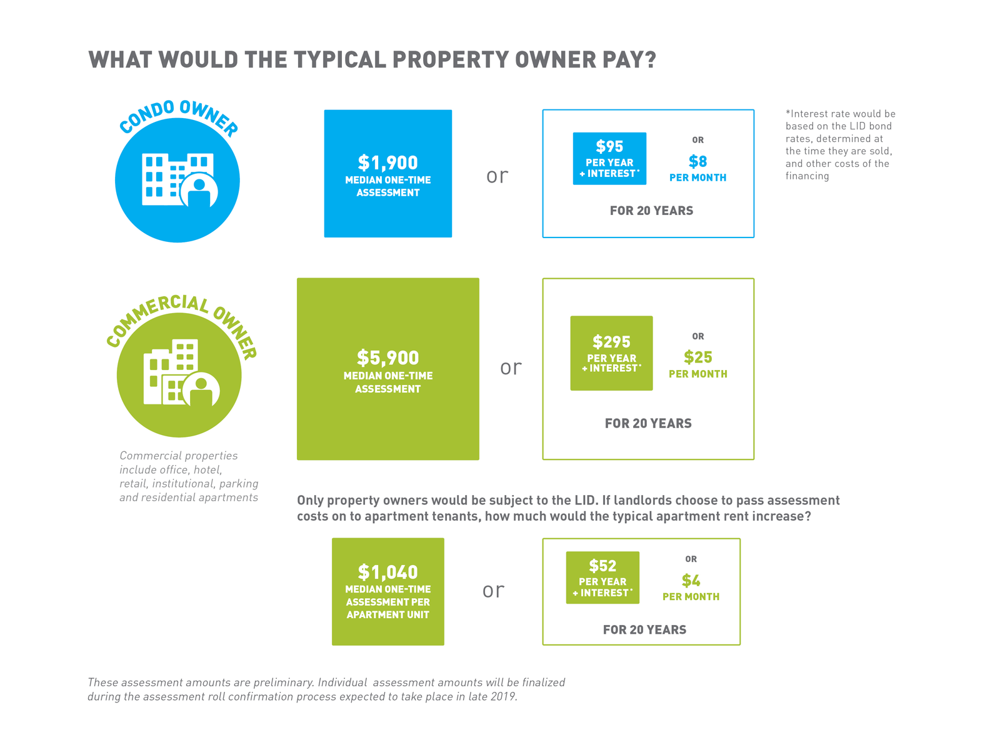 WHAT WOULD THE TYPICAL PROPERTY OWNER PAY?
CONDO OWNER
$1,900
MEDIAN ONE-TIME
ASSESSMENT
or
$95
PER YEAR
+ INTEREST*
OR
$8
PER MONTH
FOR 20 YEARS
*Interest rate would be
based on the LID bond
rates, determined at
the time they are sold,
and other costs of the
financing
COMMERCIAL OWNER
Commercial properties
include office, hotel,
retail, institutional, parking
and residential apartments
$5,900
MEDIAN ONE-TIME
ASSESSMENT
or
$295
PER YEAR
+ INTEREST*
OR
$25
PER MONTH
FOR 20 YEARS
Only property owners would be subject to the LID. If landlords choose to pass assessment
costs on to apartment tenants, how much would the typical apartment rent increase?
$1,040
MEDIAN ONE-TIME
ASSESSMENT PER
APARTMENT UNIT
or
$52
PER YEAR
+ INTEREST*
OR
$4
PER MONTH
FOR 20 YEARS
These assessment amounts are preliminary. Individual  assessment amounts will be finalized
during the assessment roll confirmation process expected to take place in late 2019.